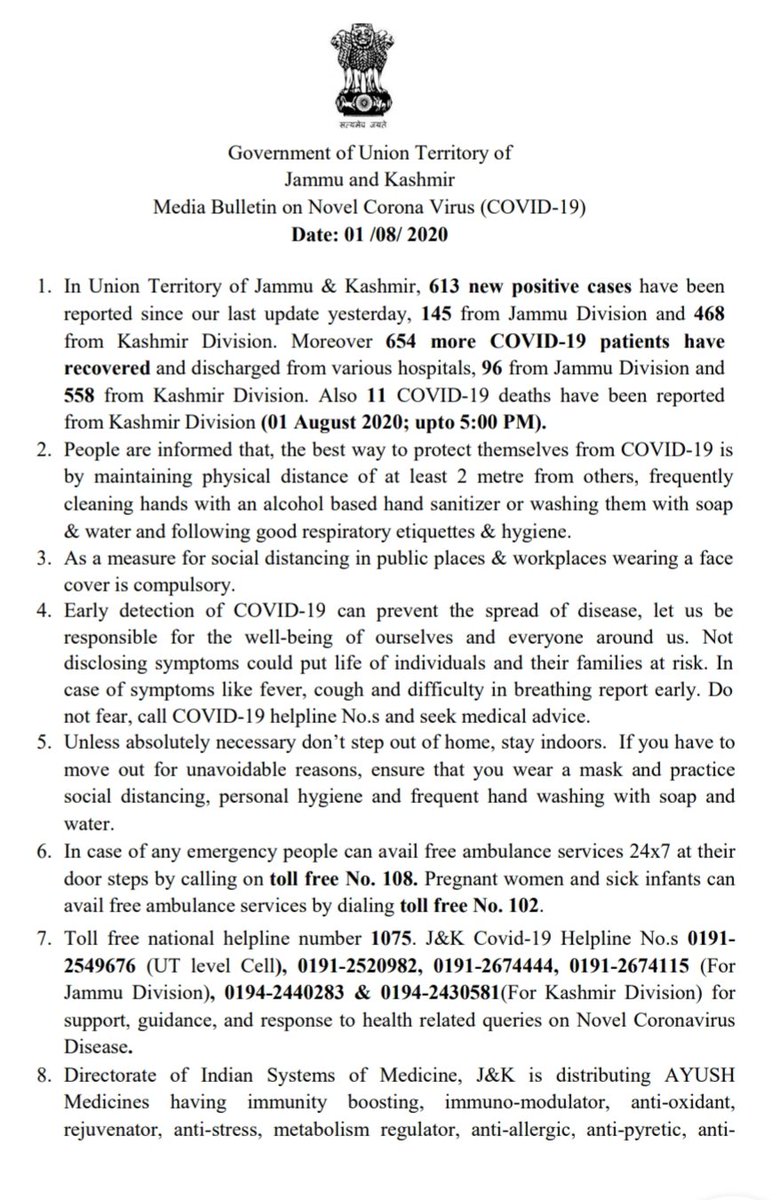 सत्यमेव जयते
Government of Union Territory of
Jammu and Kashmir
Media Bulletin on Novel Corona Virus (COVID-19)
Date: 01 /08/ 2020
1. In Union Territory of Jammu & Kashmir, 613 new positive cases have been
reported since our last update yesterday, 145 from Jammu Division and 468
from Kashmir Division. Moreover 654 more COVID-19 patients have
recovered and discharged from various hospitals, 96 from Jammu Division and
558 from Kashmir Division. Also 11 COVID-19 deaths have been reported
from Kashmir Division (01 August 2020; upto 5:00 PM).
2. People are informed that, the best way to protect themselves from COVID-19 is
by maintaining physical distance of at least 2 metre from others, frequently
cleaning hands with an alcohol based hand sanitizer or washing them with soap
& water and following good respiratory etiquettes & hygiene.
3. As a measure for social distancing in public places & workplaces wearing a face
cover is compulsory.
4. Early detection of COVID-19 can prevent the spread of disease, let us be
responsible for the well-being of ourselves and everyone around us. Not
disclosing symptoms could put life of individuals and their families at risk. In
case of symptoms like fever, cough and difficulty in breathing report early. Do
not fear, call COVID-19 helpline No.s and seek medical advice.
5. Unless absolutely necessary don’t step out of home, stay indoors. If you have to
move out for unavoidable reasons, ensure that you wear a mask and practice
social distancing, personal hygiene and frequent hand washing with soap and
water.
6. In case of any emergency people can avail free ambulance services 24x7 at their
door steps by calling on toll free No. 108. Pregnant women and sick infants can
avail free ambulance services by dialing toll free No. 102.
7. Toll free national helpline number 1075. J&K Covid-19 Helpline No.s 0191-
2549676 (UT level Cell), 0191-2520982, 0191-2674444, 0191-2674115 (For
Jammu Division), 0194-2440283 & 0194-2430581(For Kashmir Division) for
support, guidance, and response to health related queries on Novel Coronavirus
Disease.
8. Directorate of Indian Systems of Medicine, J&K is distributing AYUSH
Medicines having immunity boosting, immuno-modulator, anti-oxidant,
rejuvenator, anti-stress, metabolism regulator, anti-allergic, anti-pyretic, anti-